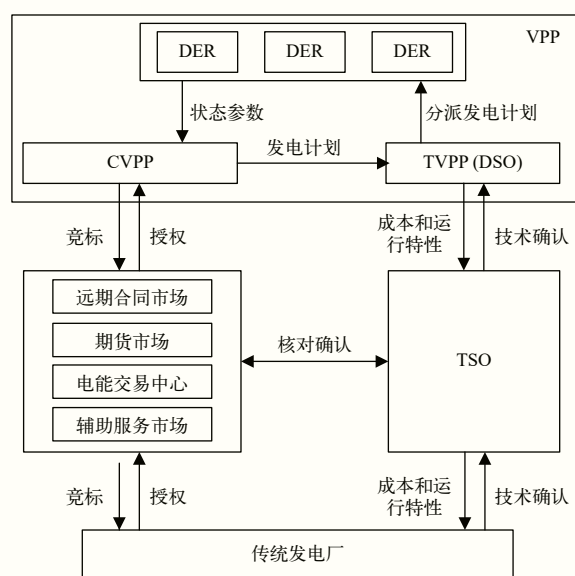 VPP
DER DER DER
状态参数 分派发电计划
CVPP 发电计划 TVPP (DSO)
竞标 授权 成本和运 技术确认
行特性
远期合同市场
期货市场
核对确认 TSO
电能交易中心
辅助服务市场
竞标 授权 成本和运 技术确认
行特性
传统发电厂